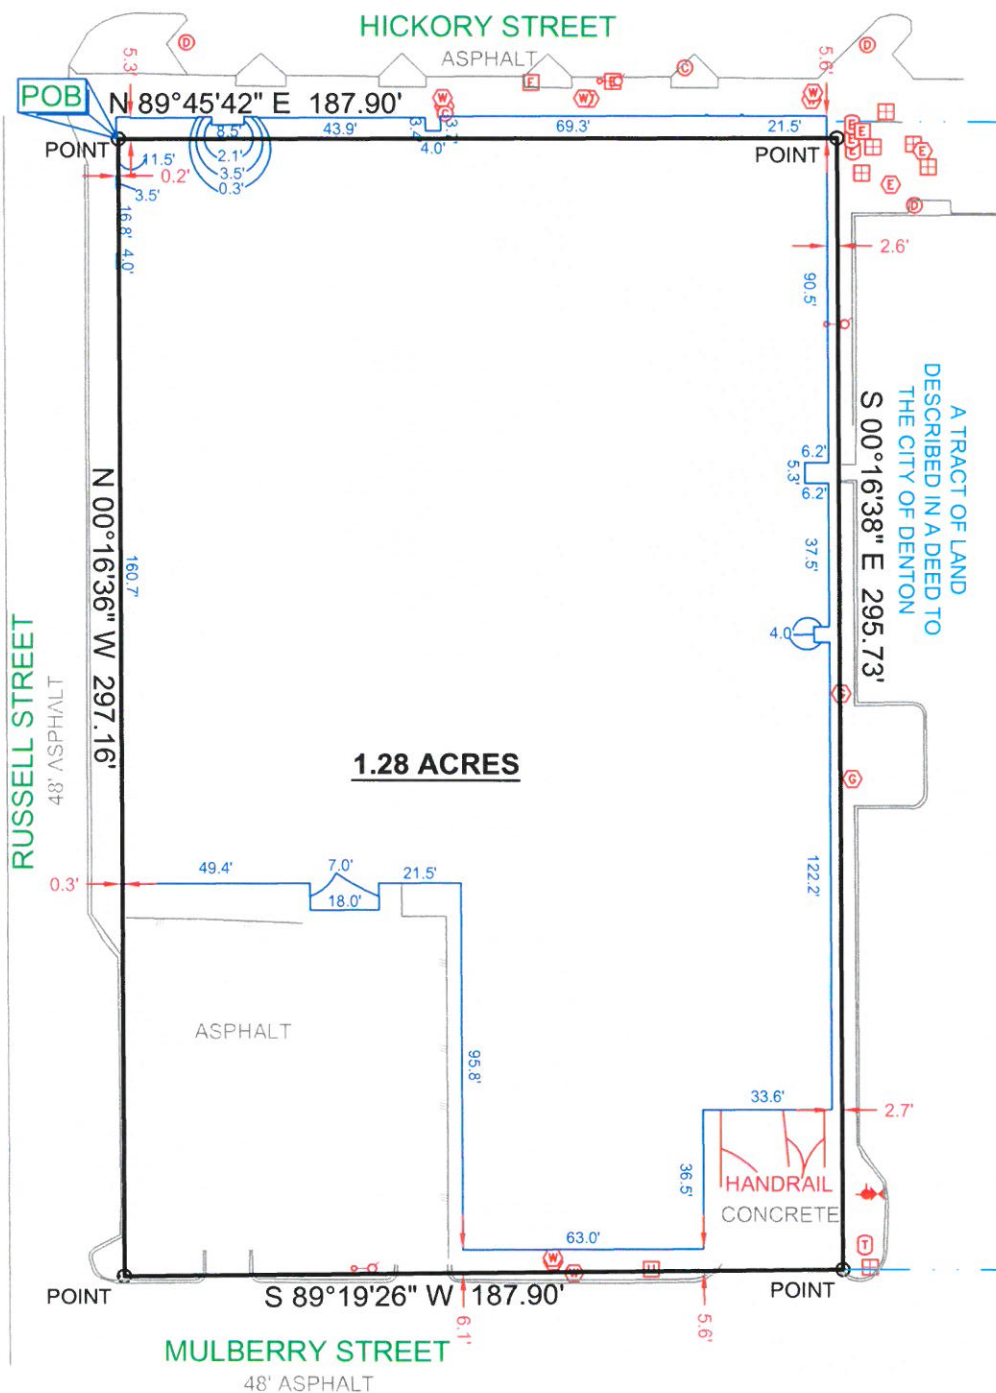 HICKORY STREET
ASPHALT
POB
5.3'
5.6'
N 89°45'42" E 187.90'
POINT
POINT
8.5'
43.9'
3.4'
4.0'
69.3'
21.5'
11.5'
2.1'
3.5'
0.3'
0.2'
3.5'
16.8'
4.0'
2.6'
90.5'
6.2'
5.3'
6.2'
37.5'
4.0'
S 00°16'38" E 295.73'
A TRACT OF LAND
DESCRIBED IN A DEED TO
THE CITY OF DENTON
N 00°16'36" W 297.16'
160.7'
RUSSELL STREET
48' ASPHALT
1.28 ACRES
122.2'
0.3'
49.4'
7.0'
18.0'
21.5'
ASPHALT
95.8'
33.6'
2.7'
36.5'
HANDRAIL
CONCRETE
63.0'
POINT
POINT
S 89°19'26" W 187.90'
6.1'
5.6'
MULBERRY STREET
48' ASPHALT
D
D
C
W
W
W
E
E
E
D
G
W
W
T